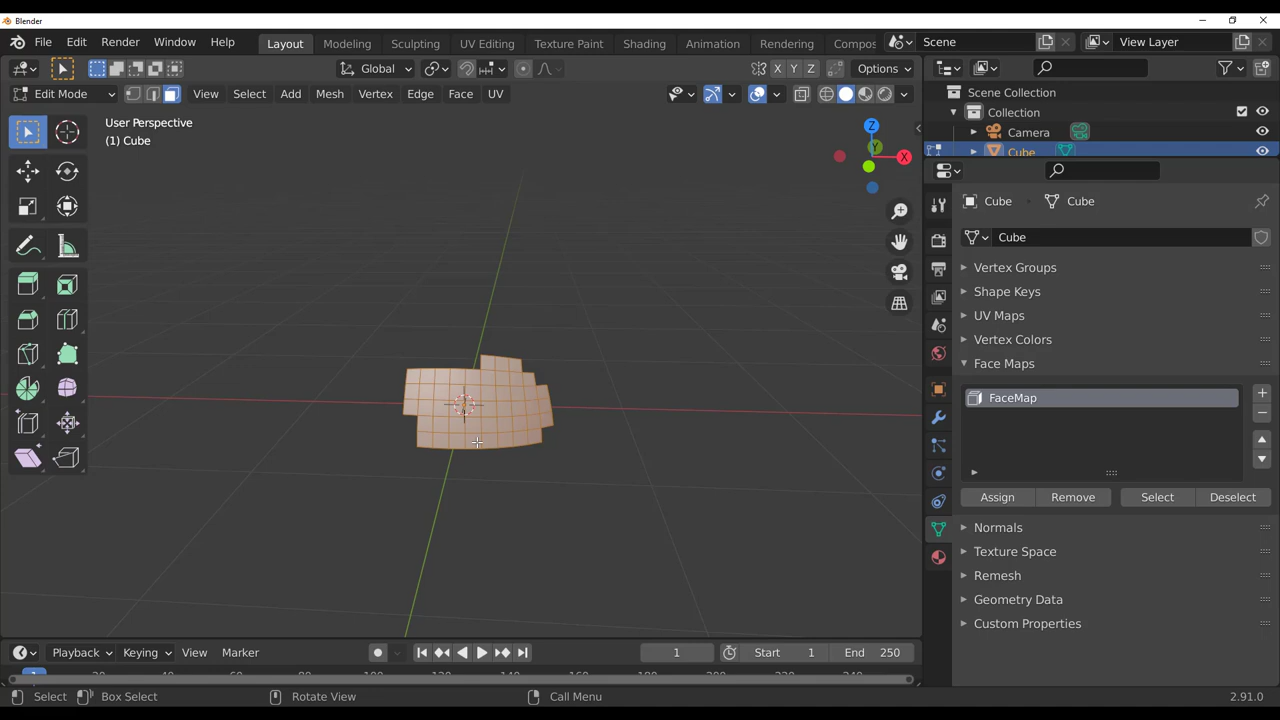 Blender
File Edit Render Window Help Layout Modeling Sculpting UV Editing Texture Paint Shading Animation Rendering Compos Scene View Layer
Global Options
Edit Mode View Select Add Mesh Vertex Edge Face UV
User Perspective
(1) Cube
Z
Y
X
X Y Z
Scene Collection
Collection
Camera
Cube
Cube Cube
Cube
Vertex Groups
Shape Keys
UV Maps
Vertex Colors
Face Maps
FaceMap
Assign Remove Select Deselect
Normals
Texture Space
Remesh
Geometry Data
Custom Properties
Playback Keying View Marker 1 Start 1 End 250
Select Box Select Rotate View Call Menu 2.91.0